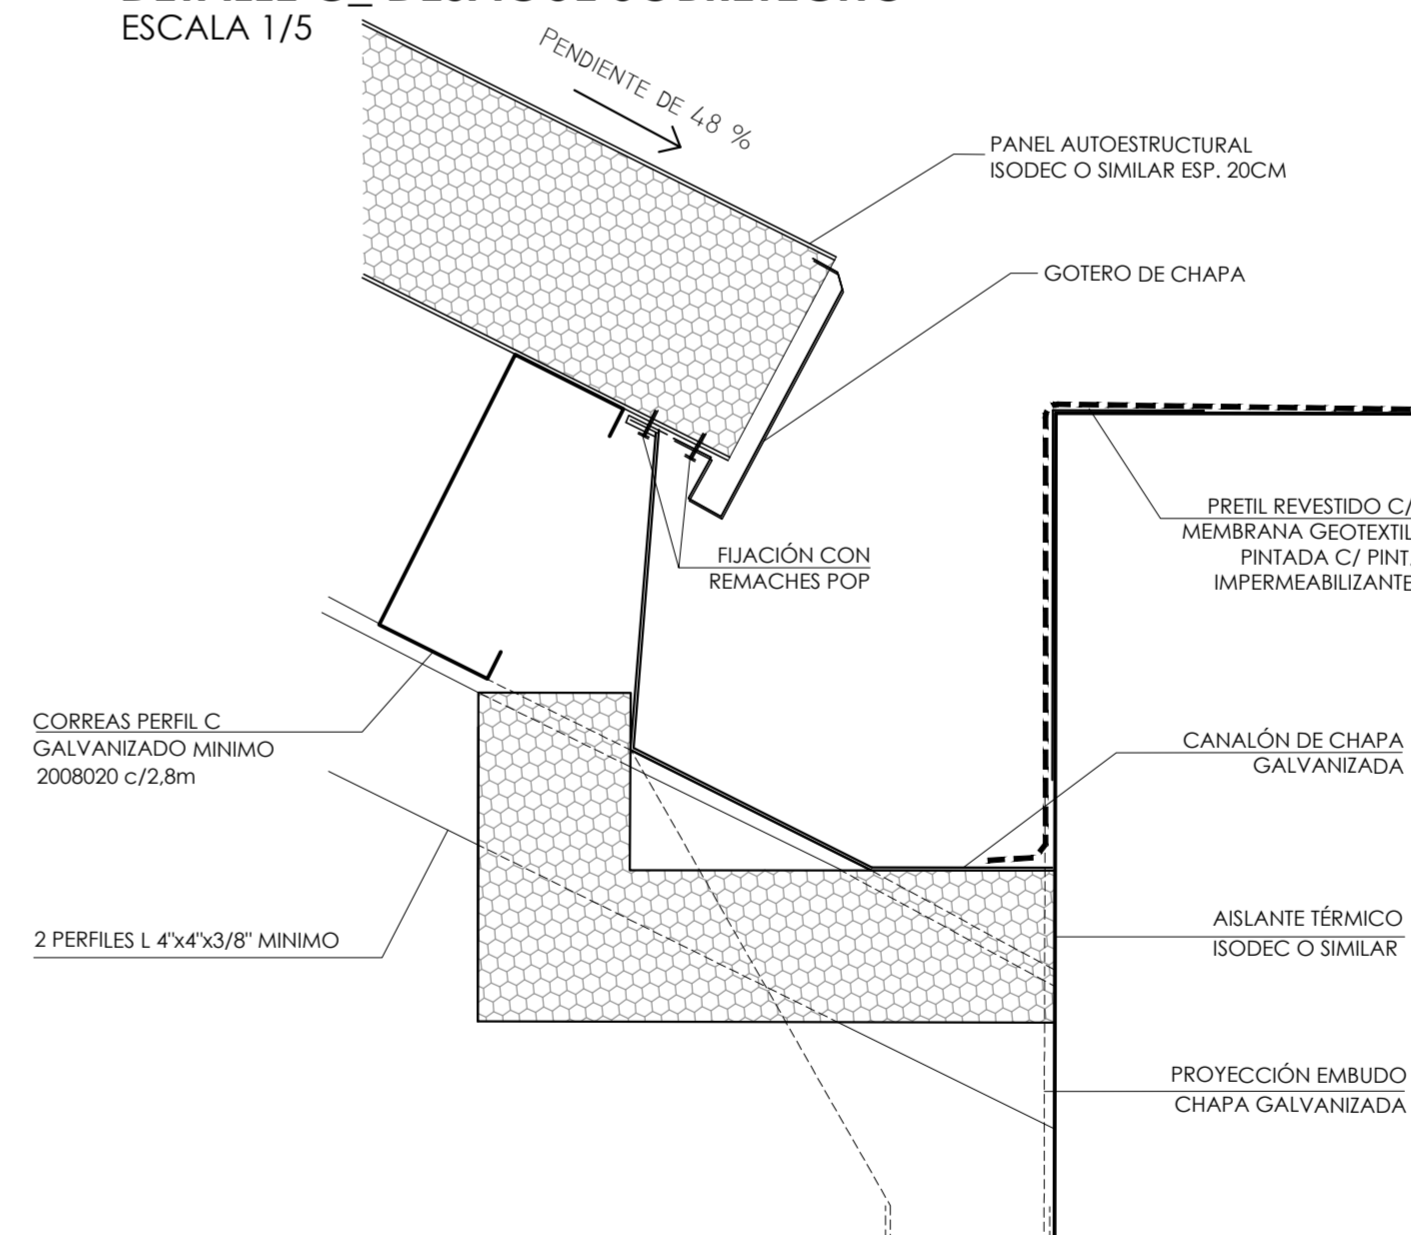 ESCALA 1/5
PENDIENTE DE 48 %
PANEL AUTOESTRUCTURAL
ISODEC O SIMILAR ESP. 20CM
GOTERO DE CHAPA
PRETIL REVESTIDO C/
MEMBRANA GEOTEXTIL
PINTADA C/ PINT
IMPERMEABILIZANTE
FIJACIÓN CON
REMACHES POP
CORREAS PERFIL C
GALVANIZADO MINIMO
2008020 c/2,8m
CANALÓN DE CHAPA
GALVANIZADA
2 PERFILES L 4"x4"x3/8" MINIMO
AISLANTE TÉRMICO
ISODEC O SIMILAR
PROYECCIÓN EMBUDO
CHAPA GALVANIZADA